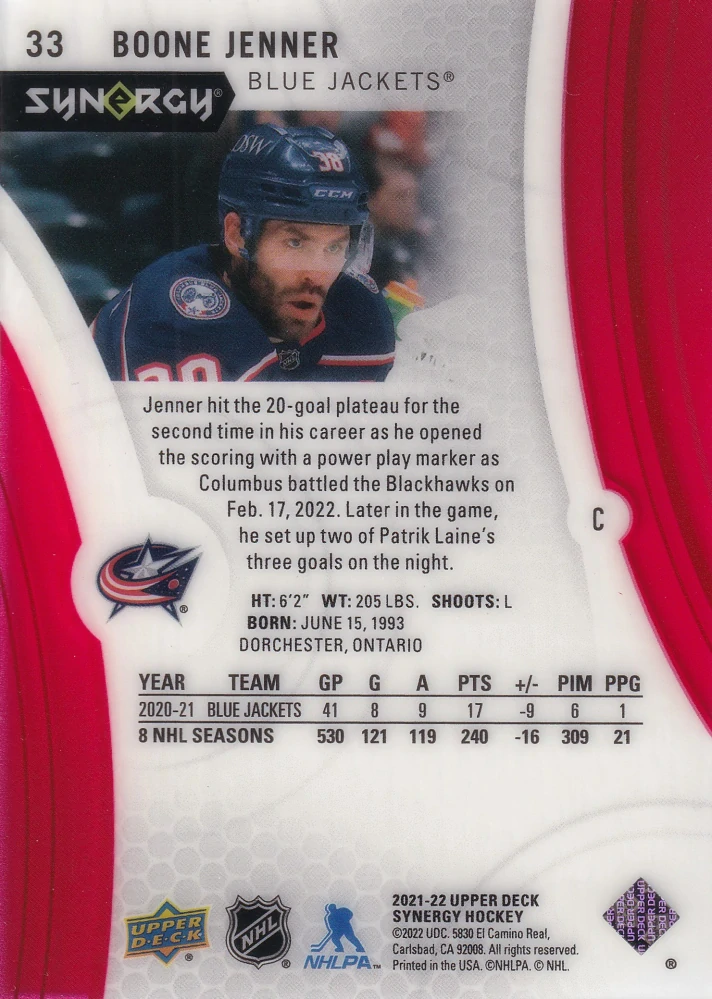 33 BOONE JENNER
BLUE JACKETS®
SYNERGY®
DSW
38
CCM
38
Jenner hit the 20-goal plateau for the
second time in his career as he opened
the scoring with a power play marker as
Columbus battled the Blackhawks on
Feb. 17, 2022. Later in the game,
he set up two of Patrik Laine's
three goals on the night.
C
®
HT: 6'2" WT: 205 LBS. SHOOTS: L
BORN: JUNE 15, 1993
DORCHESTER, ONTARIO
YEAR TEAM GP G A PTS +/- PIM PPG
2020-21 BLUE JACKETS 41 8 9 17 -9 6 1
8 NHL SEASONS 530 121 119 240 -16 309 21
UPPER
D·E·C·K
®
NHL
®
NHLPA™
2021-22 UPPER DECK
SYNERGY HOCKEY
©2022 UDC. 5830 El Camino Real,
Carlsbad, CA 92008. All rights reserved.
Printed in the USA. ©NHLPA. © NHL.
UPPER DECK
®